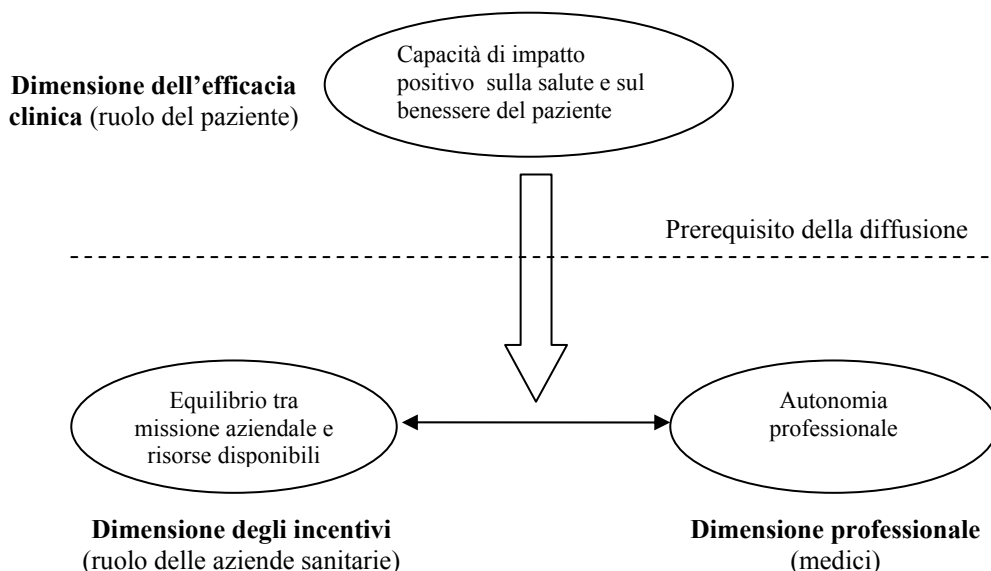 Capacità di impatto
positivo sulla salute e sul
benessere del paziente
Dimensione dell'efficacia
clinica (ruolo del paziente)
Prerequisito della diffusione
Equilibrio tra
missione aziendale e
risorse disponibili
Autonomia
professionale
Dimensione degli incentivi
(ruolo delle aziende sanitarie)
Dimensione professionale
(medici)